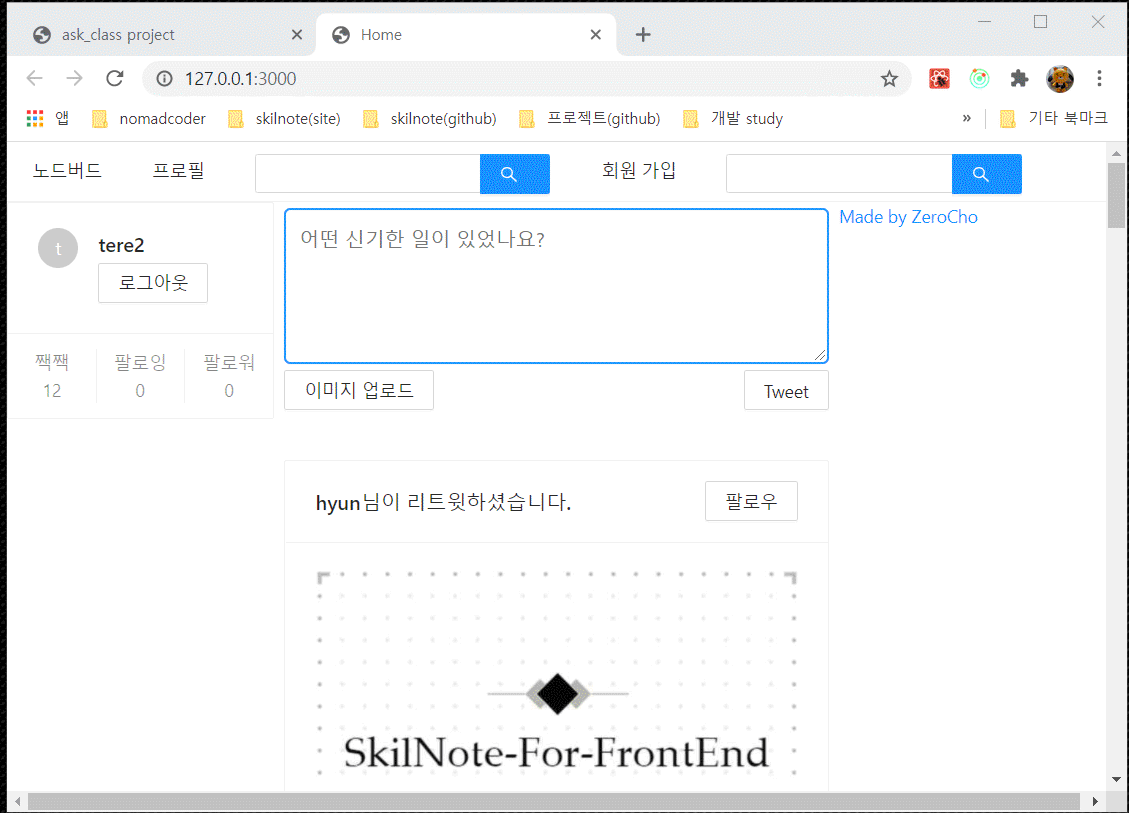 ask_class project
Home
127.0.0.1:3000
앱 nomadcoder skilnote(site) skilnote(github) 프로젝트(github) 개발 study » 기타 북마크
노드버드 프로필 회원 가입
t
tere2
로그아웃
짹짹 팔로잉 팔로워
12 0 0
어떤 신기한 일이 있었나요?
이미지 업로드 Tweet
Made by ZeroCho
hyun님이 리트윗하셨습니다. 팔로우
SkilNote-For-FrontEnd